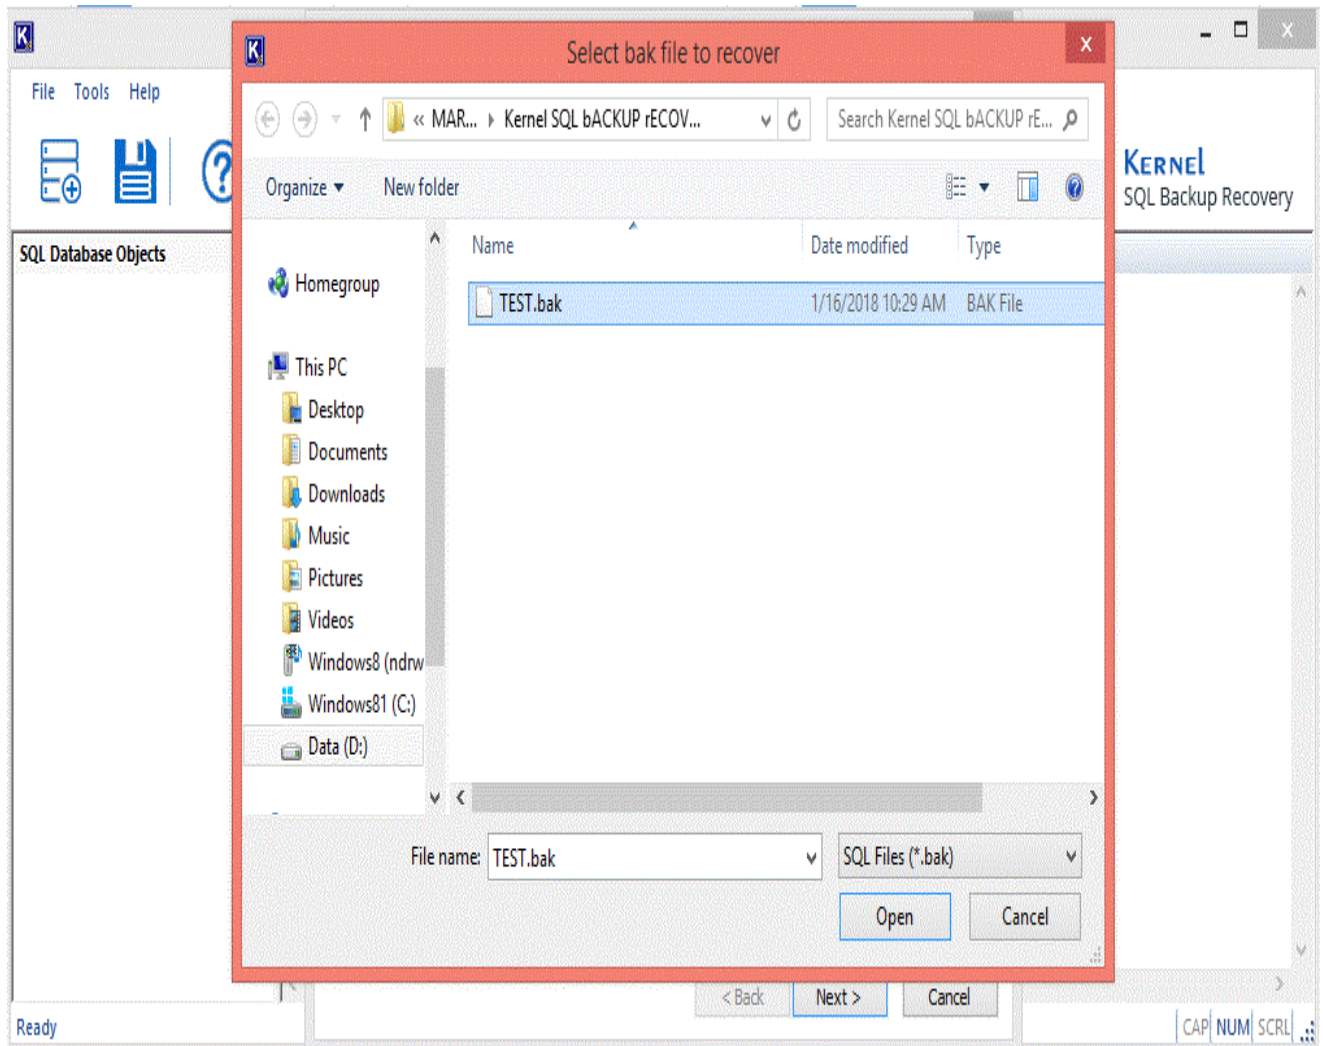 Select bak file to recover
File Tools Help
« MAR... Kernel SQL bACKUP rECOV...
Search Kernel SQL bACKUP rE...
KERNEL
SQL Backup Recovery
Organize
New folder
SQL Database Objects
Name Date modified Type
Homegroup
TEST.bak 1/16/2018 10:29 AM BAK File
This PC
Desktop
Documents
Downloads
Music
Pictures
Videos
Windows8 (ndrw
Windows81 (C:)
Data (D:)
File name: TEST.bak SQL Files (*.bak)
Open Cancel
< Back Next > Cancel
Ready
CAP NUM SCRL